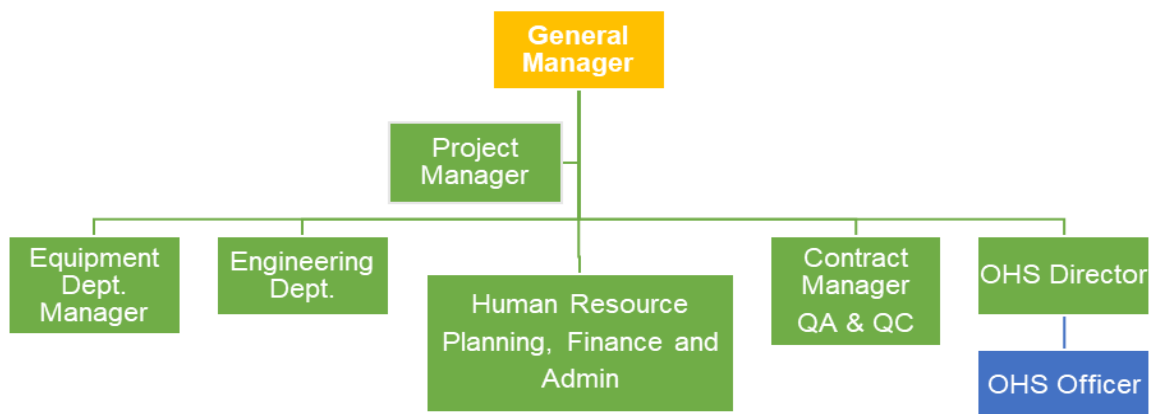 General
Manager
Project
Manager
Equipment
Dept.
Manager
Engineering
Dept.
Human Resource
Planning, Finance and
Admin
Contract
Manager
QA & QC
OHS Director
OHS Officer